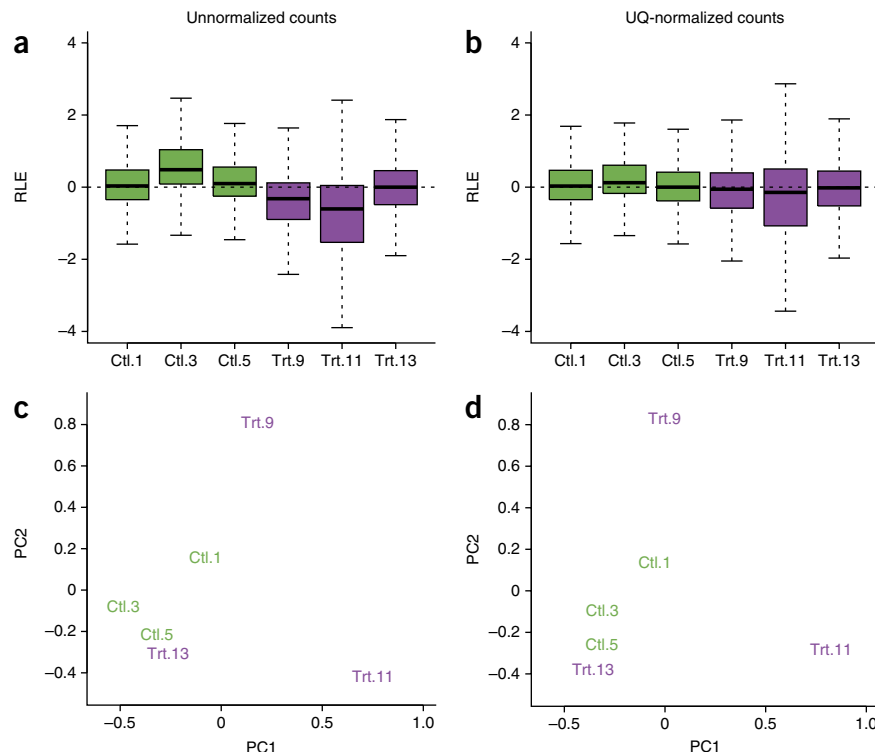 Unnormalized counts
a
4
2
0
−2
−4
RLE
Ctl.1 Ctl.3 Ctl.5 Trt.9 Trt.11 Trt.13
UQ-normalized counts
b
4
2
0
−2
−4
RLE
Ctl.1 Ctl.3 Ctl.5 Trt.9 Trt.11 Trt.13
c
0.8
0.6
0.4
0.2
0
−0.2
−0.4
PC2
Trt.9
Ctl.1
Ctl.3
Ctl.5
Trt.13
Trt.11
−0.5 0 0.5 1.0
PC1
d
0.8
0.6
0.4
0.2
0
−0.2
−0.4
PC2
Trt.9
Ctl.1
Ctl.3
Ctl.5
Trt.13
Trt.11
−0.5 0 0.5 1.0
PC1